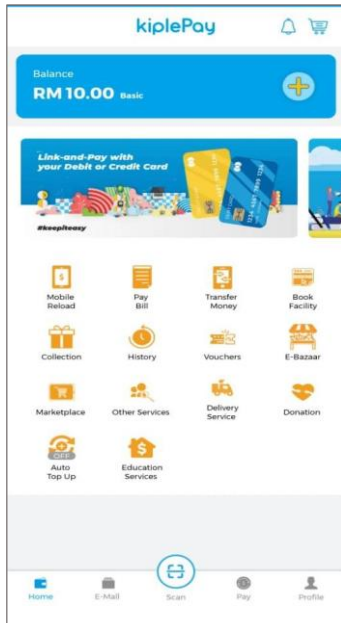 kiplePay
Balance
RM 10.00 Basic
Link-and-Pay with
your Debit or Credit Card
#keepiteasy
Mobile
Reload
Pay
Bill
Transfer
Money
Book
Facility
Collection
History
Vouchers
E-Bazaar
Marketplace
Other Services
Delivery
Service
Donation
OFF
Auto
Top Up
Education
Services
Home
E-Mall
Scan
Pay
Profile